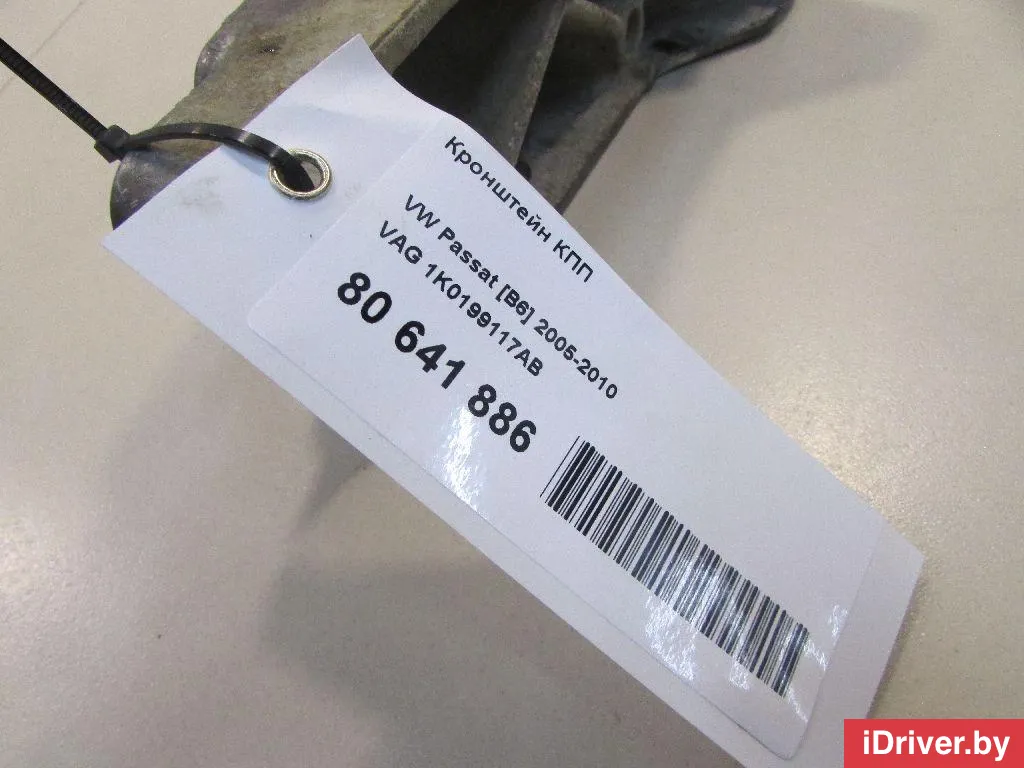 Кронштейн КПП
VW Passat [B6] 2005-2010
VAG 1K0199117AB
80 641 886
iDriver.by